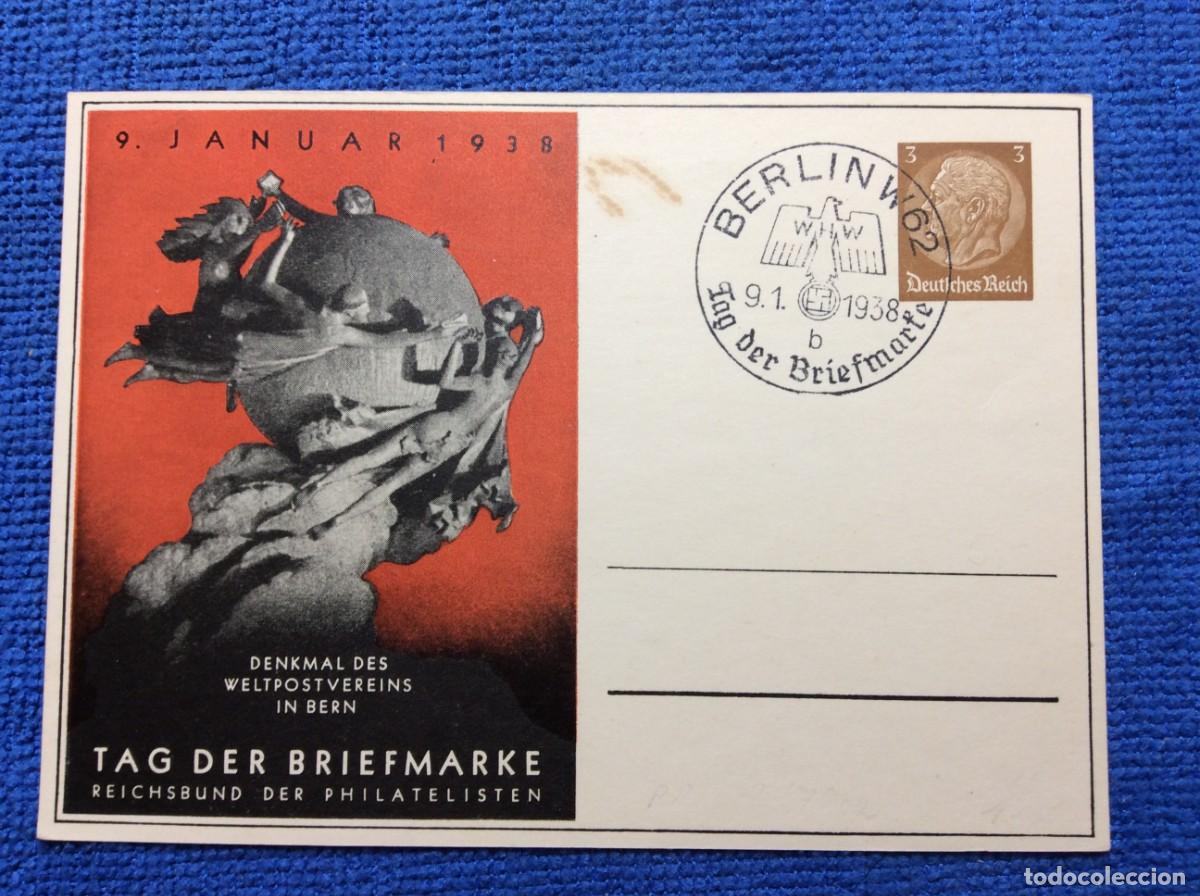 9. JANUAR 1938
DENKMAL DES
WELTPOSTVEREINS
IN BERN
TAG DER BRIEFMARKE
REICHSBUND DER PHILATELISTEN
BERLIN W 62
WHW
9.1. 1938
b
Tag der Briefmarke
3 3
Deutsches Reich
todocoleccion